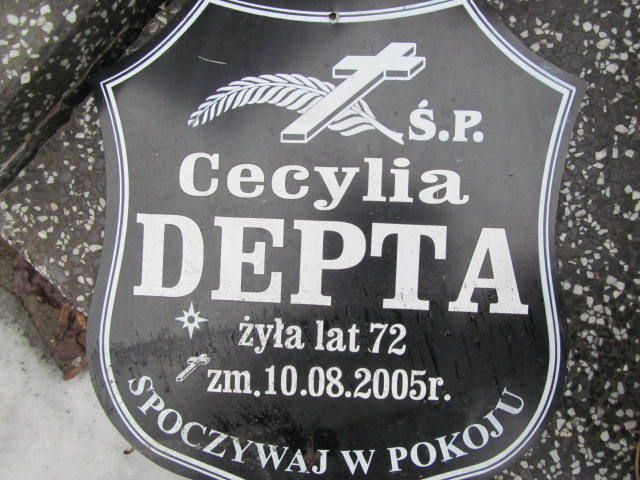 Ś.P.
Cecylia
DEPTA
żyła lat 72
zm.10.08.2005r.
SPOCZYWAJ W POKOJU